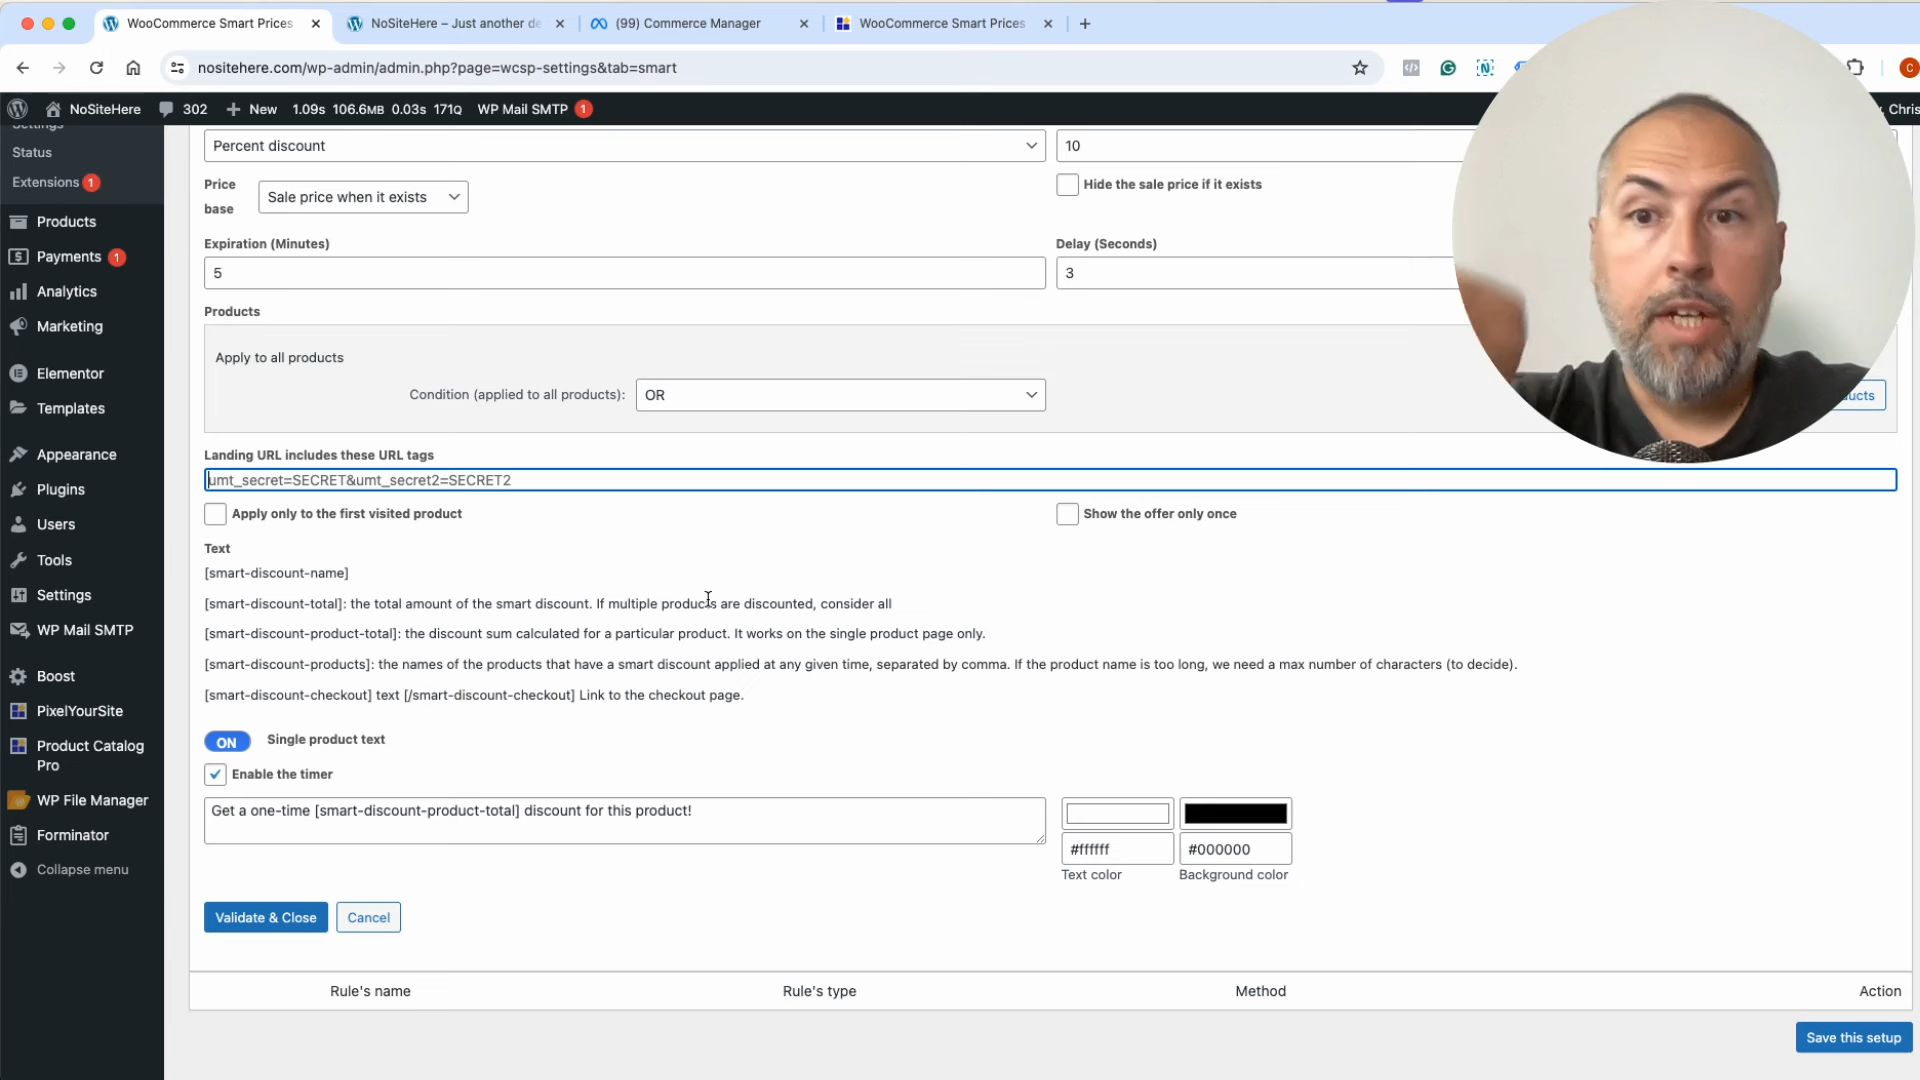 WooCommerce Smart Prices
NoSiteHere – Just another de
(99) Commerce Manager
WooCommerce Smart Prices
nositehere.com/wp-admin/admin.php?page=wcsp-settings&tab=smart
NoSiteHere 302 New 1.09s 106.6MB 0.03s 171Q WP Mail SMTP 1
Chris
Settings
Status
Extensions 1
Products
Payments 1
Analytics
Marketing
Elementor
Templates
Appearance
Plugins
Users
Tools
Settings
WP Mail SMTP
Boost
PixelYourSite
Product Catalog
Pro
WP File Manager
Forminator
Collapse menu
Percent discount
10
Price
base
Sale price when it exists
Hide the sale price if it exists
Expiration (Minutes)
Delay (Seconds)
5
3
Products
Apply to all products
Condition (applied to all products):
OR
Landing URL includes these URL tags
umt_secret=SECRET&umt_secret2=SECRET2
Apply only to the first visited product
Show the offer only once
Text
[smart-discount-name]
[smart-discount-total]: the total amount of the smart discount. If multiple products are discounted, consider all
[smart-discount-product-total]: the discount sum calculated for a particular product. It works on the single product page only.
[smart-discount-products]: the names of the products that have a smart discount applied at any given time, separated by comma. If the product name is too long, we need a max number of characters (to decide).
[smart-discount-checkout] text [/smart-discount-checkout] Link to the checkout page.
ON
Single product text
Enable the timer
Get a one-time [smart-discount-product-total] discount for this product!
#ffffff
#000000
Text color
Background color
Validate & Close
Cancel
Rule's name
Rule's type
Method
Action
Save this setup